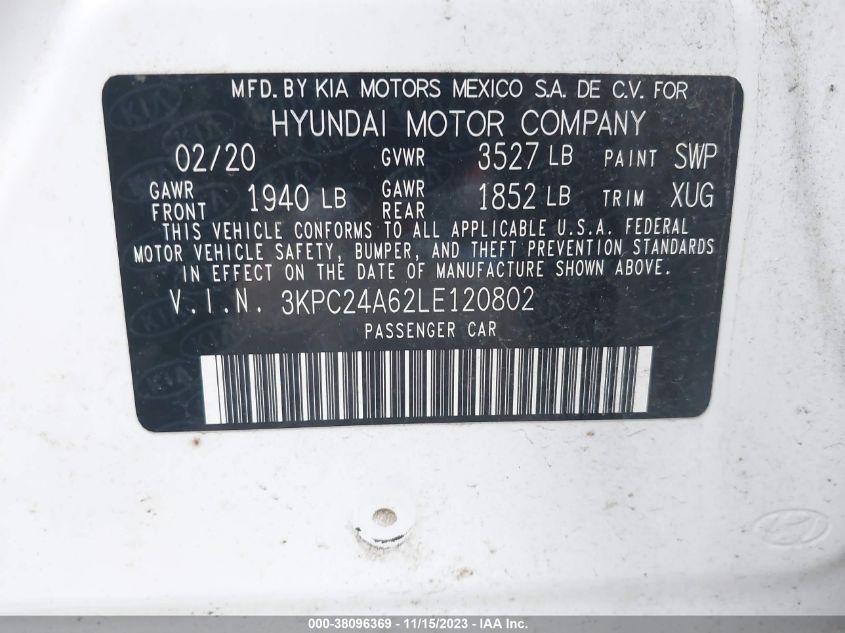 MFD. BY KIA MOTORS MEXICO S.A. DE C.V. FOR
HYUNDAI MOTOR COMPANY
02/20 GVWR 3527 LB PAINT SWP
GAWR FRONT 1940 LB GAWR REAR 1852 LB TRIM XUG
THIS VEHICLE CONFORMS TO ALL APPLICABLE U.S.A. FEDERAL
MOTOR VEHICLE SAFETY, BUMPER, AND THEFT PREVENTION STANDARDS
IN EFFECT ON THE DATE OF MANUFACTURE SHOWN ABOVE.
V.I.N. 3KPC24A62LE120802
PASSENGER CAR
000-38096369 - 11/15/2023 - IAA Inc.